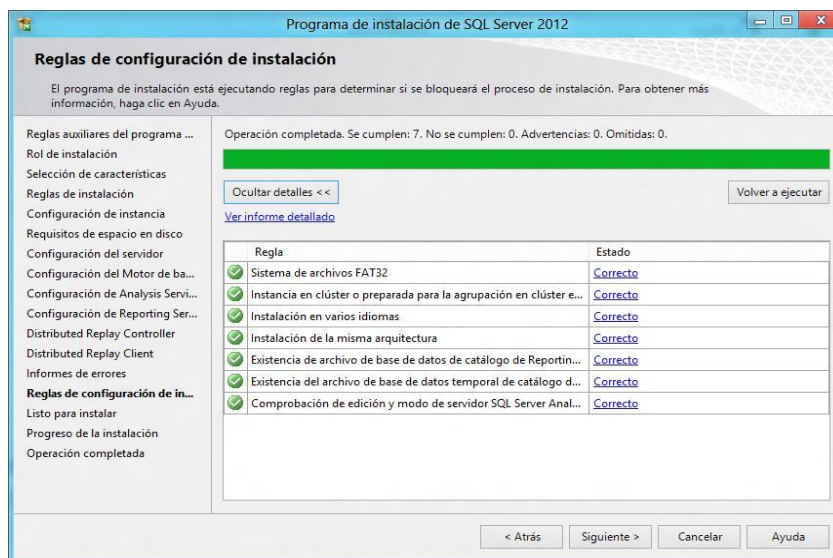 Programa de instalación de SQL Server 2012
Reglas de configuración de instalación
El programa de instalación está ejecutando reglas para determinar si se bloqueará el proceso de instalación. Para obtener más
información, haga clic en Ayuda.
Reglas auxiliares del programa ...
Rol de instalación
Selección de características
Reglas de instalación
Configuración de instancia
Requisitos de espacio en disco
Configuración del servidor
Configuración del Motor de ba...
Configuración de Analysis Servi...
Configuración de Reporting Ser...
Distributed Replay Controller
Distributed Replay Client
Informes de errores
Reglas de configuración de in...
Listo para instalar
Progreso de la instalación
Operación completada
Operación completada. Se cumplen: 7. No se cumplen: 0. Advertencias: 0. Omitidas: 0.
Ocultar detalles << Volver a ejecutar
Ver informe detallado
Regla Estado
Sistema de archivos FAT32 Correcto
Instancia en clúster o preparada para la agrupación en clúster e... Correcto
Instalación en varios idiomas Correcto
Instalación de la misma arquitectura Correcto
Existencia de archivo de base de datos de catálogo de Reportin... Correcto
Existencia del archivo de base de datos temporal de catálogo d... Correcto
Comprobación de edición y modo de servidor SQL Server Anal... Correcto
< Atrás Siguiente > Cancelar Ayuda